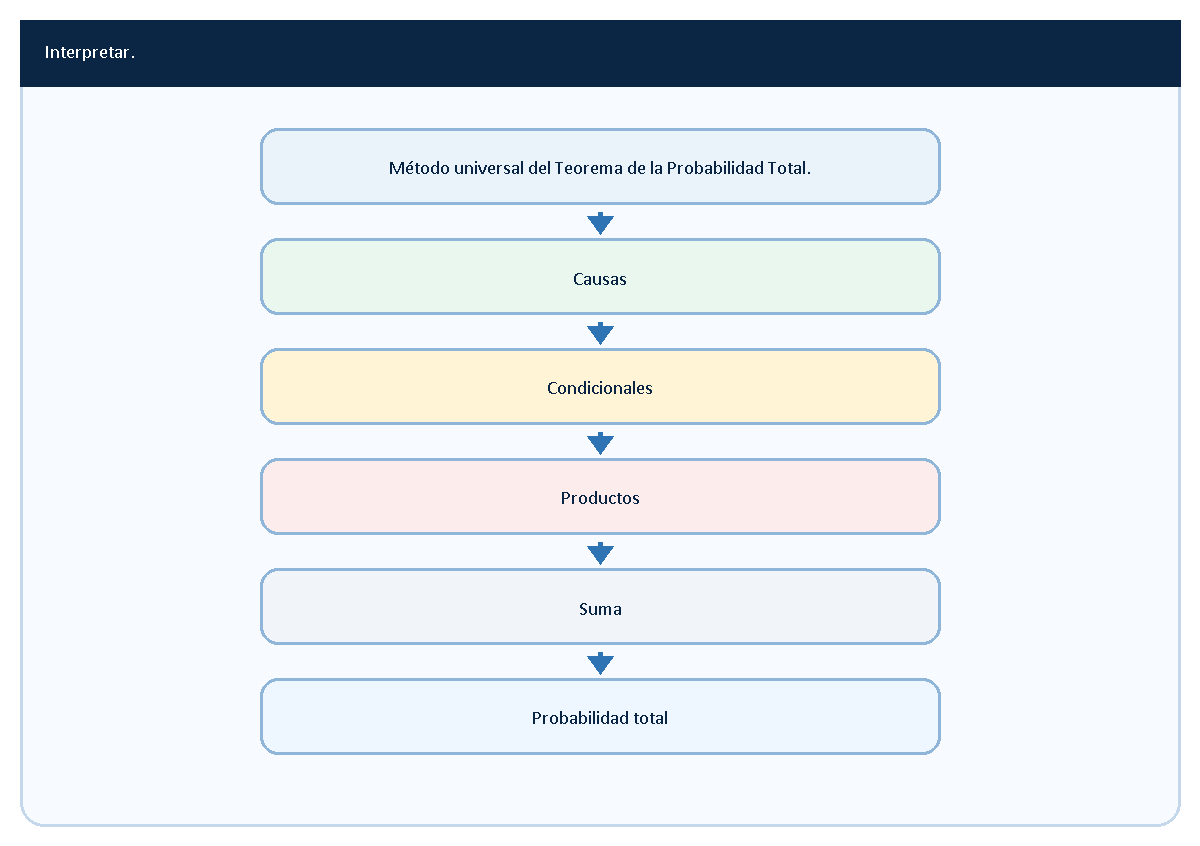 Interpretar.
Método universal del Teorema de la Probabilidad Total.
Causas
Condicionales
Productos
Suma
Probabilidad total